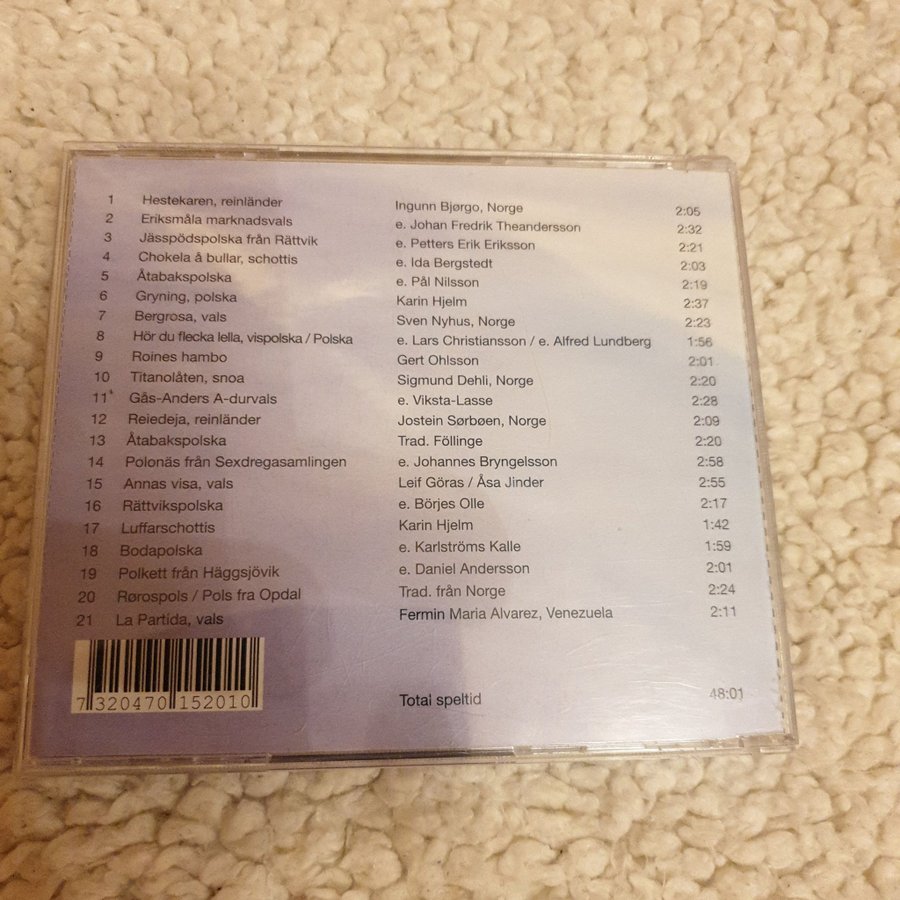 1 Hestekaren, reinländer Ingunn Bjørgo, Norge 2:05
2 Eriksmåla marknadsvals e. Johan Fredrik Theandersson 2:32
3 Jässpödspolska från Rättvik e. Petters Erik Eriksson 2:21
4 Chokela å bullar, schottis e. Ida Bergstedt 2:03
5 Åtabakspolska e. Pål Nilsson 2:19
6 Gryning, polska Karin Hjelm 2:37
7 Bergrosa, vals Sven Nyhus, Norge 2:23
8 Hör du flecka lella, vispolska / Polska e. Lars Christiansson / e. Alfred Lundberg 1:56
9 Roines hambo Gert Ohlsson 2:01
10 Titanolåten, snoa Sigmund Dehli, Norge 2:20
11 Gås-Anders A-durvals e. Viksta-Lasse 2:28
12 Reiedeja, reinländer Jostein Sørbøen, Norge 2:09
13 Åtabakspolska Trad. Föllinge 2:20
14 Polonäs från Sexdregasamlingen e. Johannes Bryngelsson 2:58
15 Annas visa, vals Leif Göras / Åsa Jinder 2:55
16 Rättvikspolska e. Börjes Olle 2:17
17 Luffarschottis Karin Hjelm 1:42
18 Bodapolska e. Karlströms Kalle 1:59
19 Polkett från Häggsjövik e. Daniel Andersson 2:01
20 Rørospols / Pols fra Opdal Trad. från Norge 2:24
21 La Partida, vals Fermin Maria Alvarez, Venezuela 2:11
7 320470 152010
Total speltid 48:01